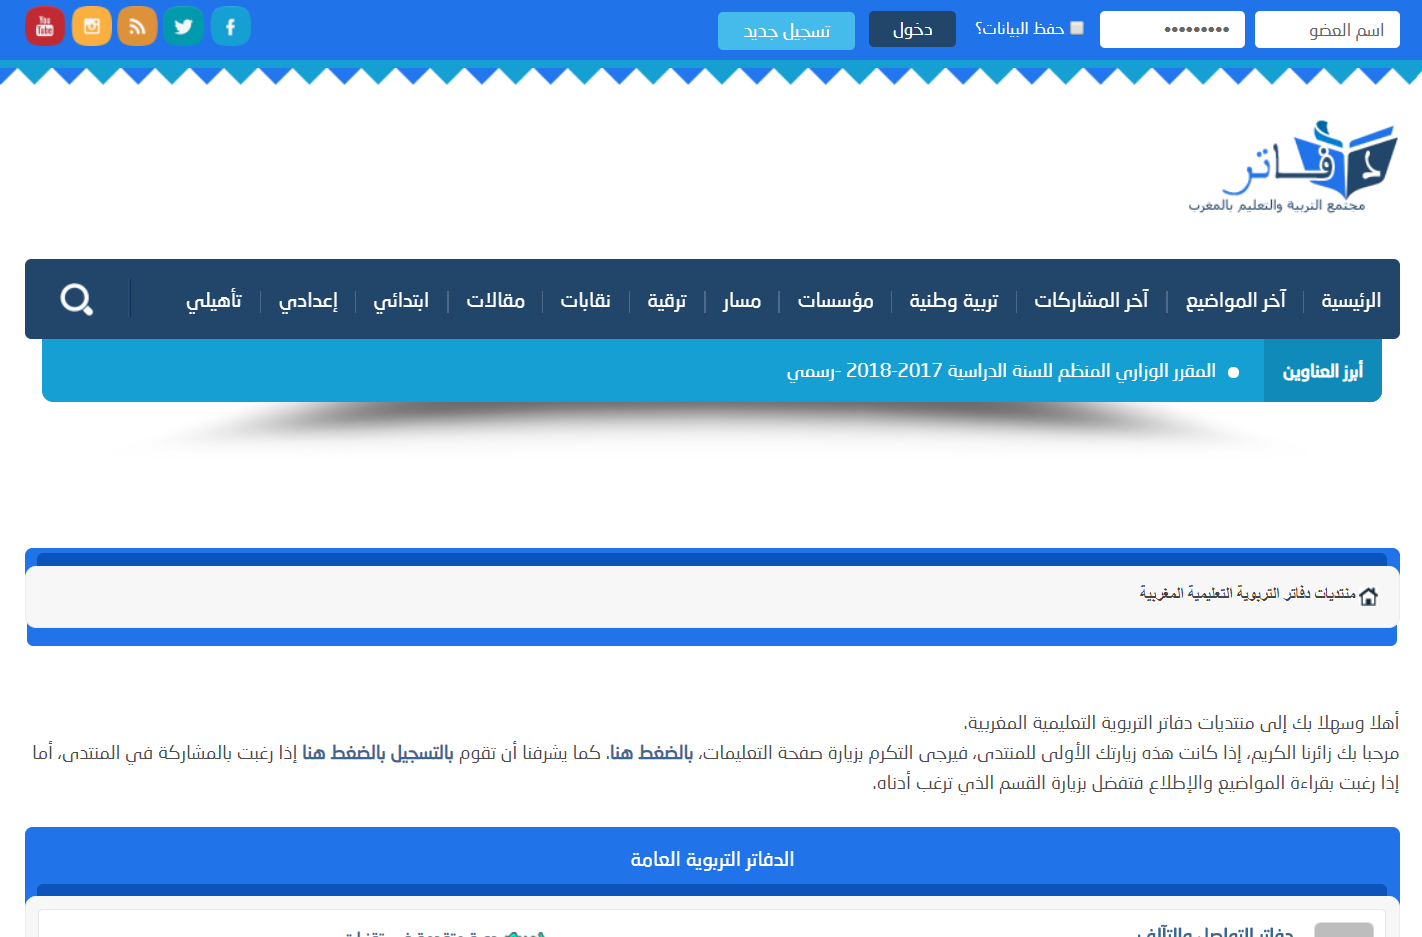 اسم العضو
حفظ البيانات؟
دخول
تسجيل جديد
You Tube
دفاتر
مجتمع التربية والتعليم بالمغرب
الرئيسية آخر المواضيع آخر المشاركات تربية وطنية مؤسسات مسار ترقية نقابات مقالات ابتدائي إعدادي تأهيلي
أبرز العناوين
المقرر الوزاري المنظم للسنة الدراسية 2017-2018 -رسمي
منتديات دفاتر التربوية التعليمية المغربية
أهلا وسهلا بك إلى منتديات دفاتر التربوية التعليمية المغربية.
مرحبا بك زائرنا الكريم، إذا كانت هذه زيارتك الأولى للمنتدى، فيرجى التكرم بزيارة صفحة التعليمات، بالضغط هنا. كما يشرفنا أن تقوم بالتسجيل بالضغط هنا إذا رغبت بالمشاركة في المنتدى، أما
إذا رغبت بقراءة المواضيع والإطلاع فتفضل بزيارة القسم الذي ترغب أدناه.
الدفاتر التربوية العامة
دفاتر التواصل والتآلف